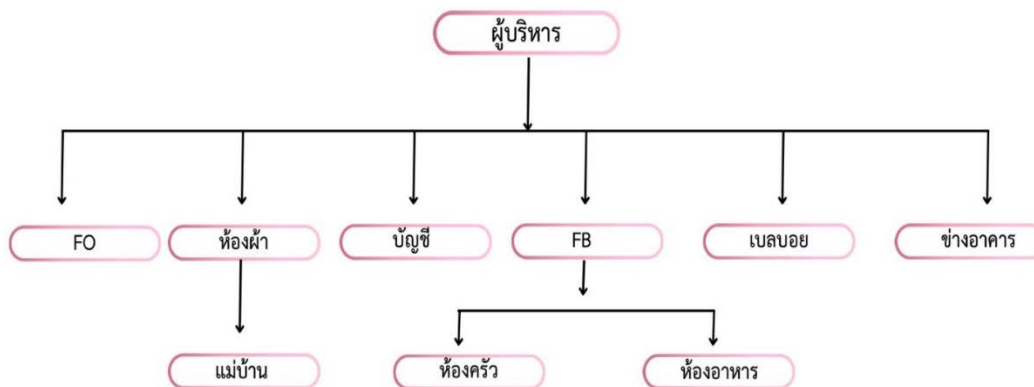 ผู้บริหาร
FO
ห้องผ้า
บัญชี
FB
เบลบอย
ข่างอาคาร
แม่บ้าน
ห้องครัว
ห้องอาหาร